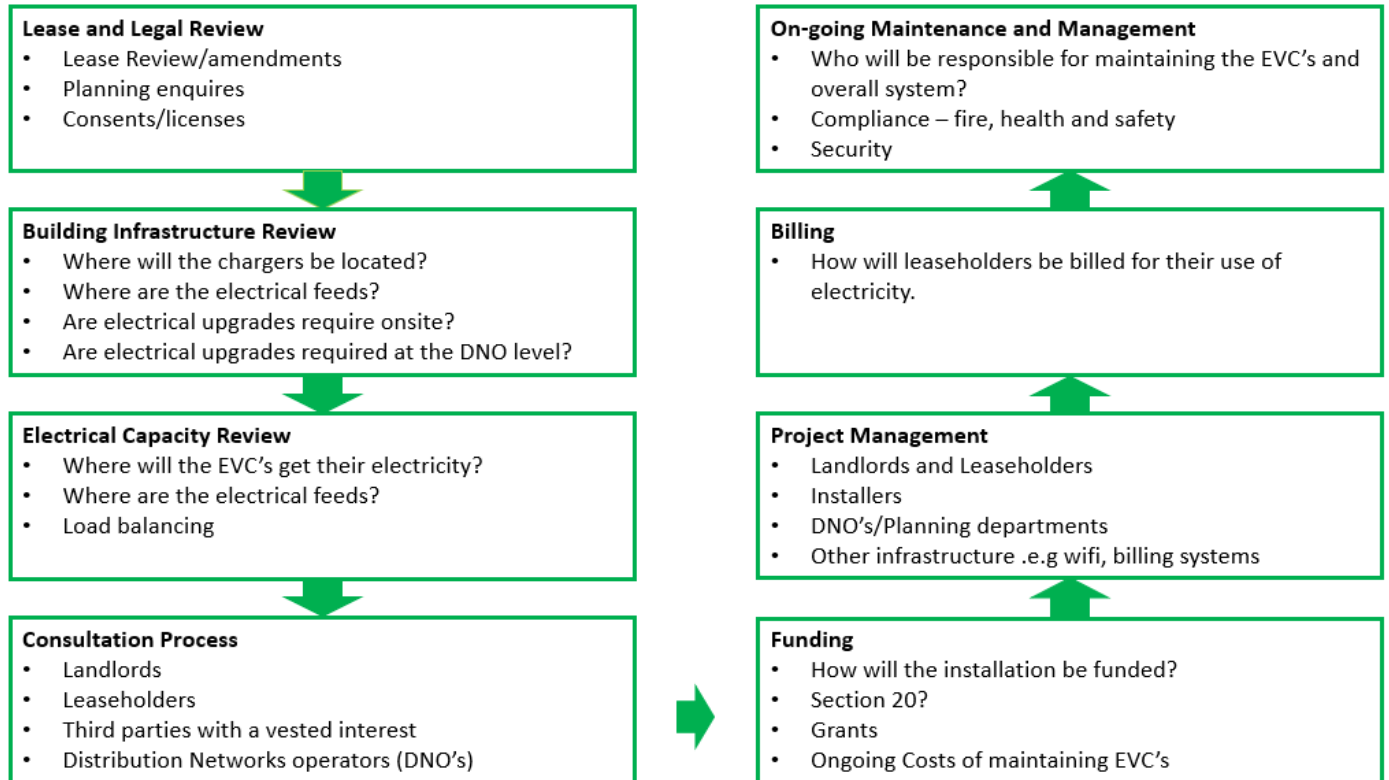 Lease and Legal Review
• Lease Review/amendments
• Planning enquires
• Consents/licenses
Building Infrastructure Review
• Where will the chargers be located?
• Where are the electrical feeds?
• Are electrical upgrades require onsite?
• Are electrical upgrades required at the DNO level?
Electrical Capacity Review
• Where will the EVC's get their electricity?
• Where are the electrical feeds?
• Load balancing
Consultation Process
• Landlords
• Leaseholders
• Third parties with a vested interest
• Distribution Networks operators (DNO's)
Funding
• How will the installation be funded?
• Section 20?
• Grants
• Ongoing Costs of maintaining EVC's
Project Management
• Landlords and Leaseholders
• Installers
• DNO's/Planning departments
• Other infrastructure .e.g wifi, billing systems
Billing
• How will leaseholders be billed for their use of
electricity.
On-going Maintenance and Management
• Who will be responsible for maintaining the EVC's and
overall system?
• Compliance – fire, health and safety
• Security